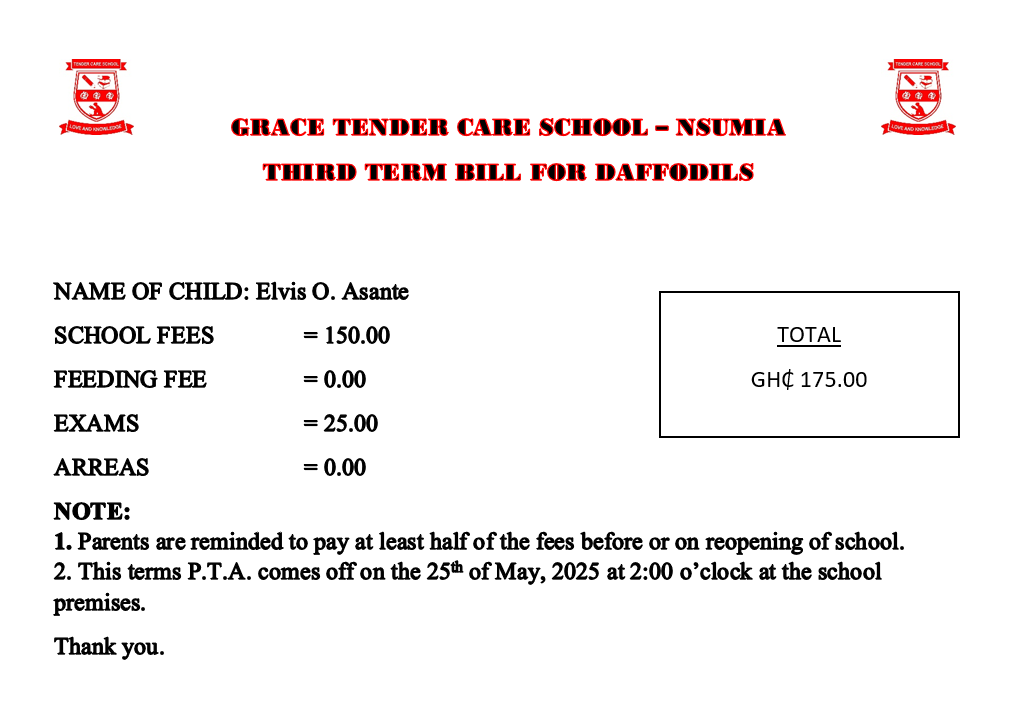 TENDER CARE SCHOOL
LOVE AND KNOWLEDGE
TENDER CARE SCHOOL
LOVE AND KNOWLEDGE
GRACE TENDER CARE SCHOOL – NSUMIA
THIRD TERM BILL FOR DAFFODILS
NAME OF CHILD: Elvis O. Asante
SCHOOL FEES = 150.00
FEEDING FEE = 0.00
EXAMS = 25.00
ARREAS = 0.00
TOTAL
GH₵ 175.00
NOTE:
1. Parents are reminded to pay at least half of the fees before or on reopening of school.
2. This terms P.T.A. comes off on the 25th of May, 2025 at 2:00 o’clock at the school
premises.
Thank you.